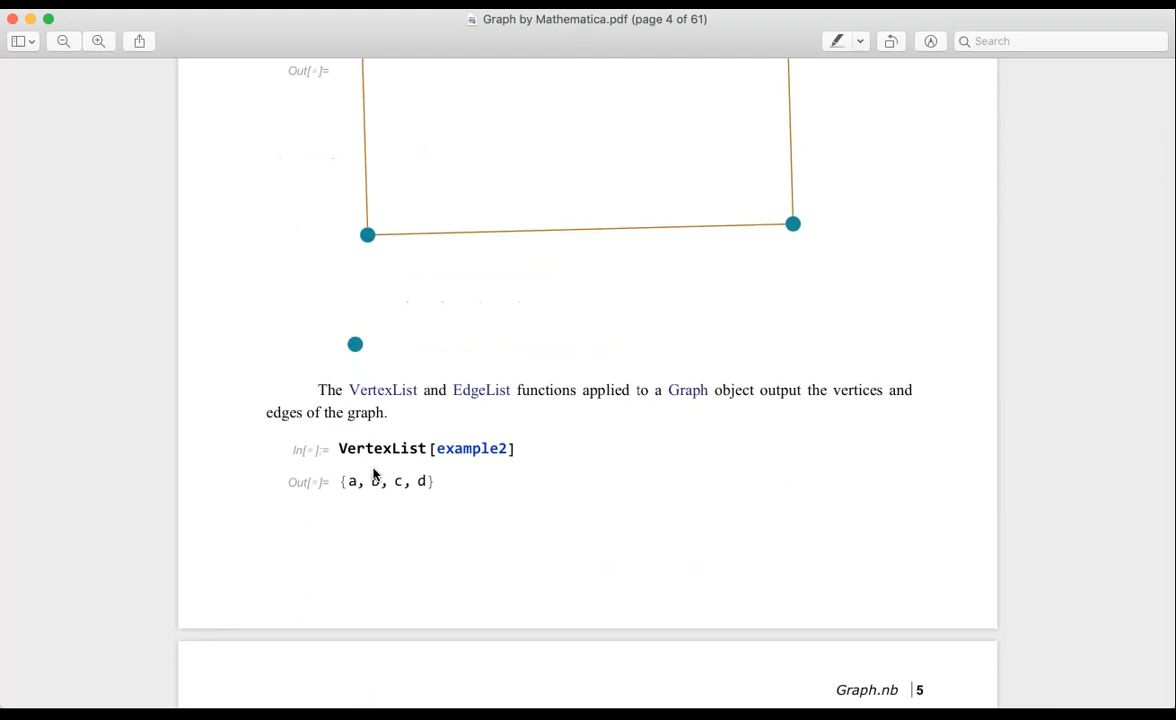 Graph by Mathematica.pdf (page 4 of 61)
Search
Out[•]=
The VertexList and EdgeList functions applied to a Graph object output the vertices and
edges of the graph.
In[•]:= VertexList[example2]
Out[•]= {a, b, c, d}
Graph.nb | 5